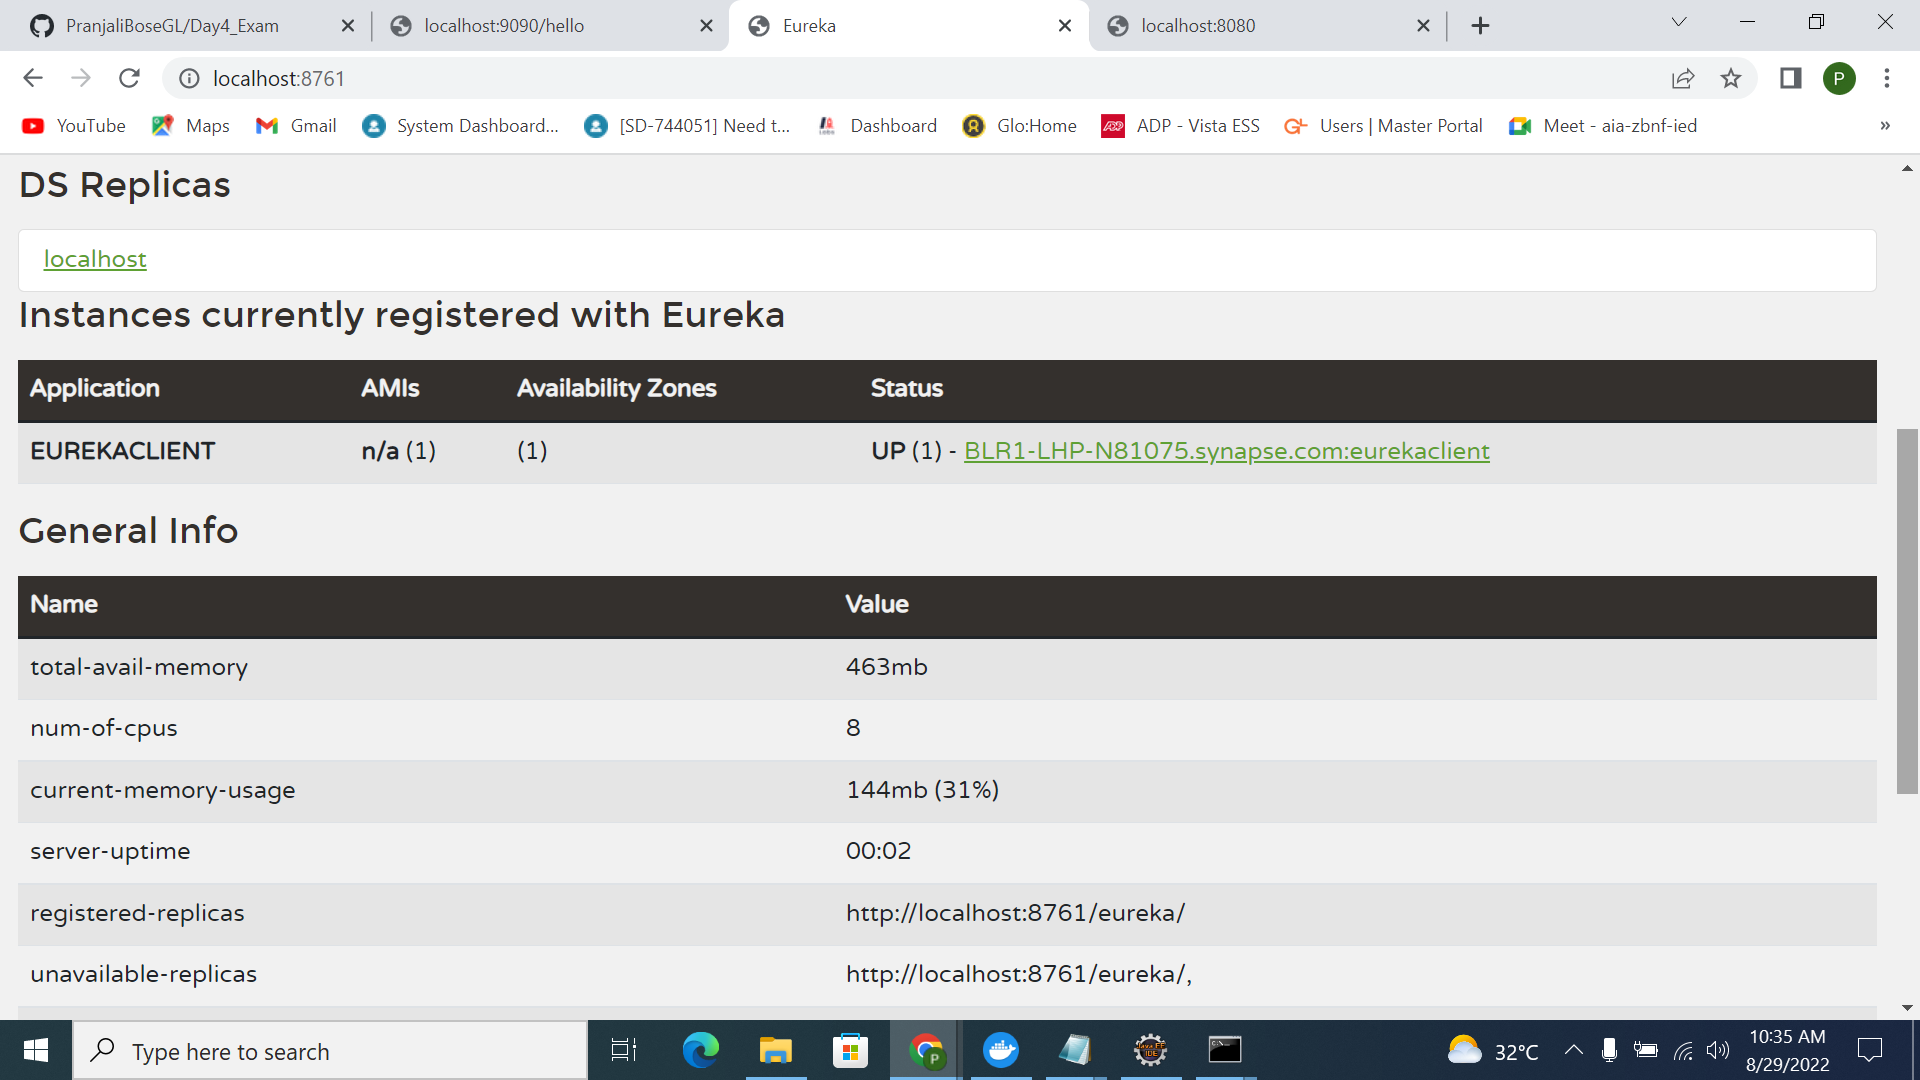 PranjaliBoseGL/Day4_Exam
localhost:9090/hello
Eureka
localhost:8080
localhost:8761
P
YouTube
Maps
Gmail
System Dashboard...
[SD-744051] Need t...
Dashboard
Glo:Home
ADP - Vista ESS
Users | Master Portal
Meet - aia-zbnf-ied
»
DS Replicas
localhost
Instances currently registered with Eureka
Application AMIs Availability Zones Status
EUREKACLIENT n/a (1) (1) UP (1) - BLR1-LHP-N81075.synapse.com:eurekaclient
General Info
Name Value
total-avail-memory 463mb
num-of-cpus 8
current-memory-usage 144mb (31%)
server-uptime 00:02
registered-replicas http://localhost:8761/eureka/
unavailable-replicas http://localhost:8761/eureka/,
Type here to search
P
32°C
10:35 AM
8/29/2022